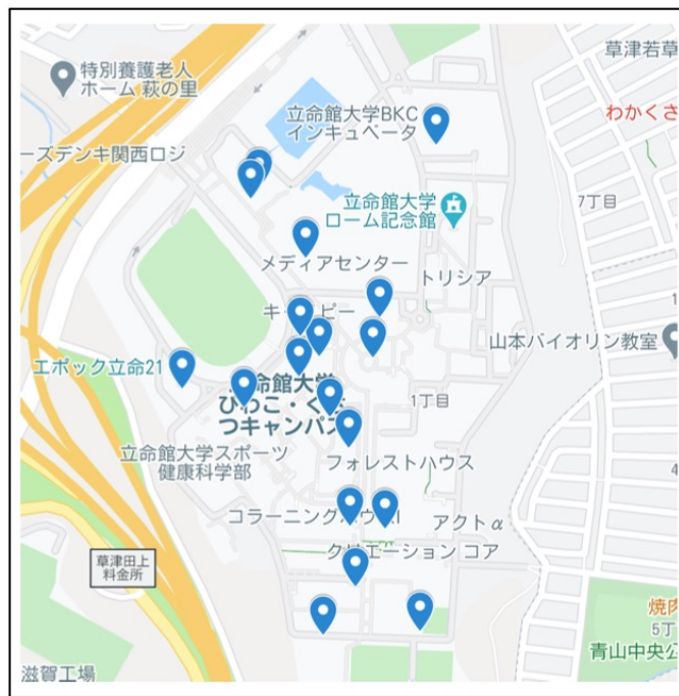 特別養護老人
ホーム 萩の里
草津若草
立命館大学BKC
インキュベータ
わかくさ
ーズデンキ関西ロジ
7丁目
立命館大学
ローム記念館
メディアセンター
トリシア
キ
ピー
山本バイオリン教室
エポック立命21
命館大学
びわこ・く
つキャンパス
1丁目
立命館大学スポーツ
健康科学部
フォレストハウス
4
コラーニング
アクトα
クリエーション コア
草津田上
料金所
焼肉
5丁
青山中央公
滋賀工場